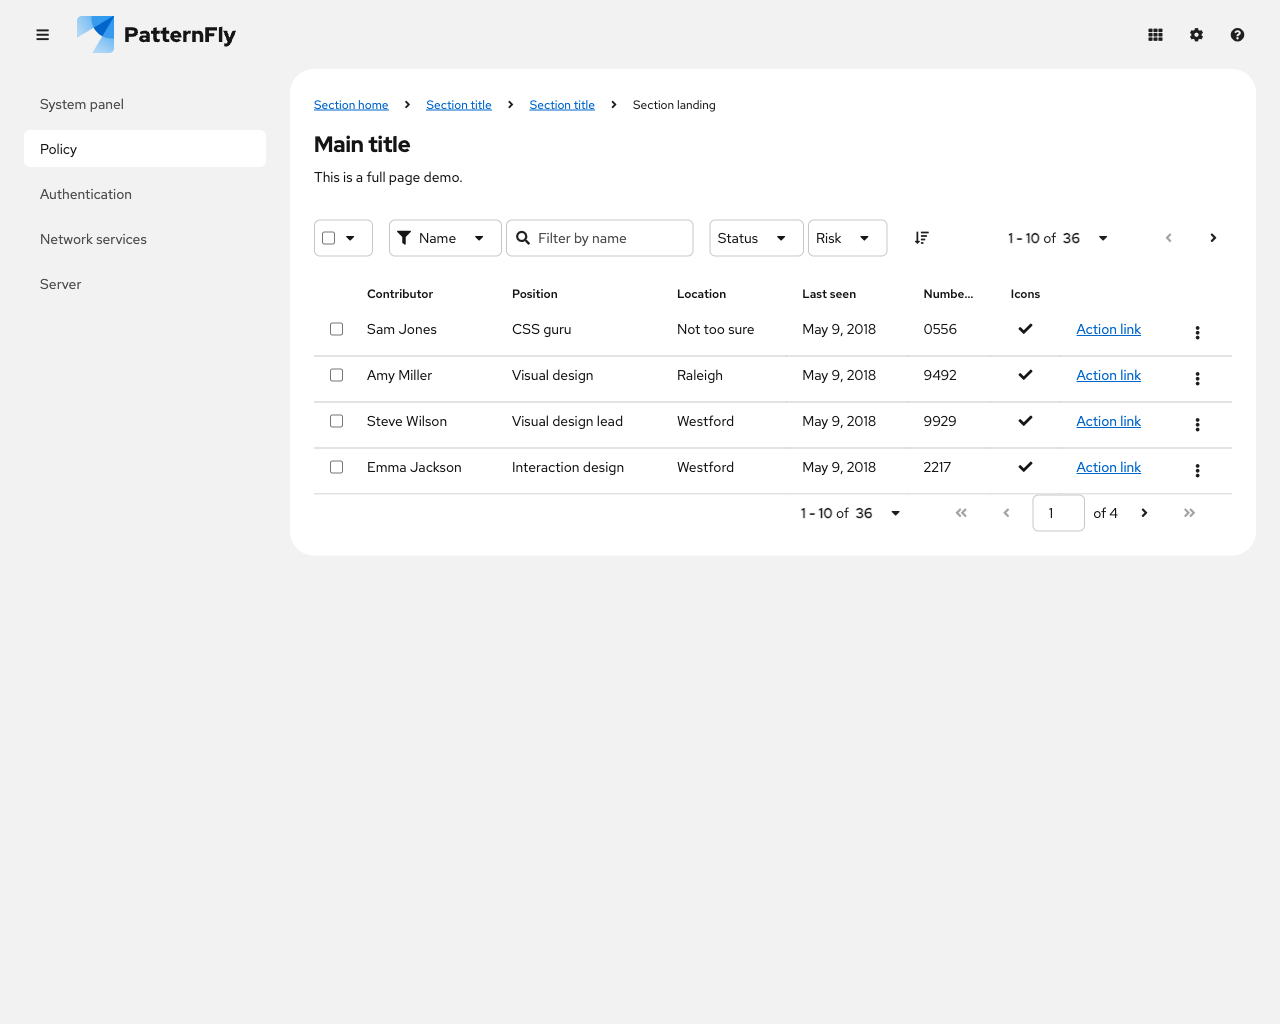 PatternFly
System panel
Policy
Authentication
Network services
Server
Section home Section title Section title Section landing
Main title
This is a full page demo.
Name Filter by name Status Risk 1 - 10 of 36
Contributor Position Location Last seen Numbe... Icons
Sam Jones CSS guru Not too sure May 9, 2018 0556 Action link
Amy Miller Visual design Raleigh May 9, 2018 9492 Action link
Steve Wilson Visual design lead Westford May 9, 2018 9929 Action link
Emma Jackson Interaction design Westford May 9, 2018 2217 Action link
1 - 10 of 36 1 of 4